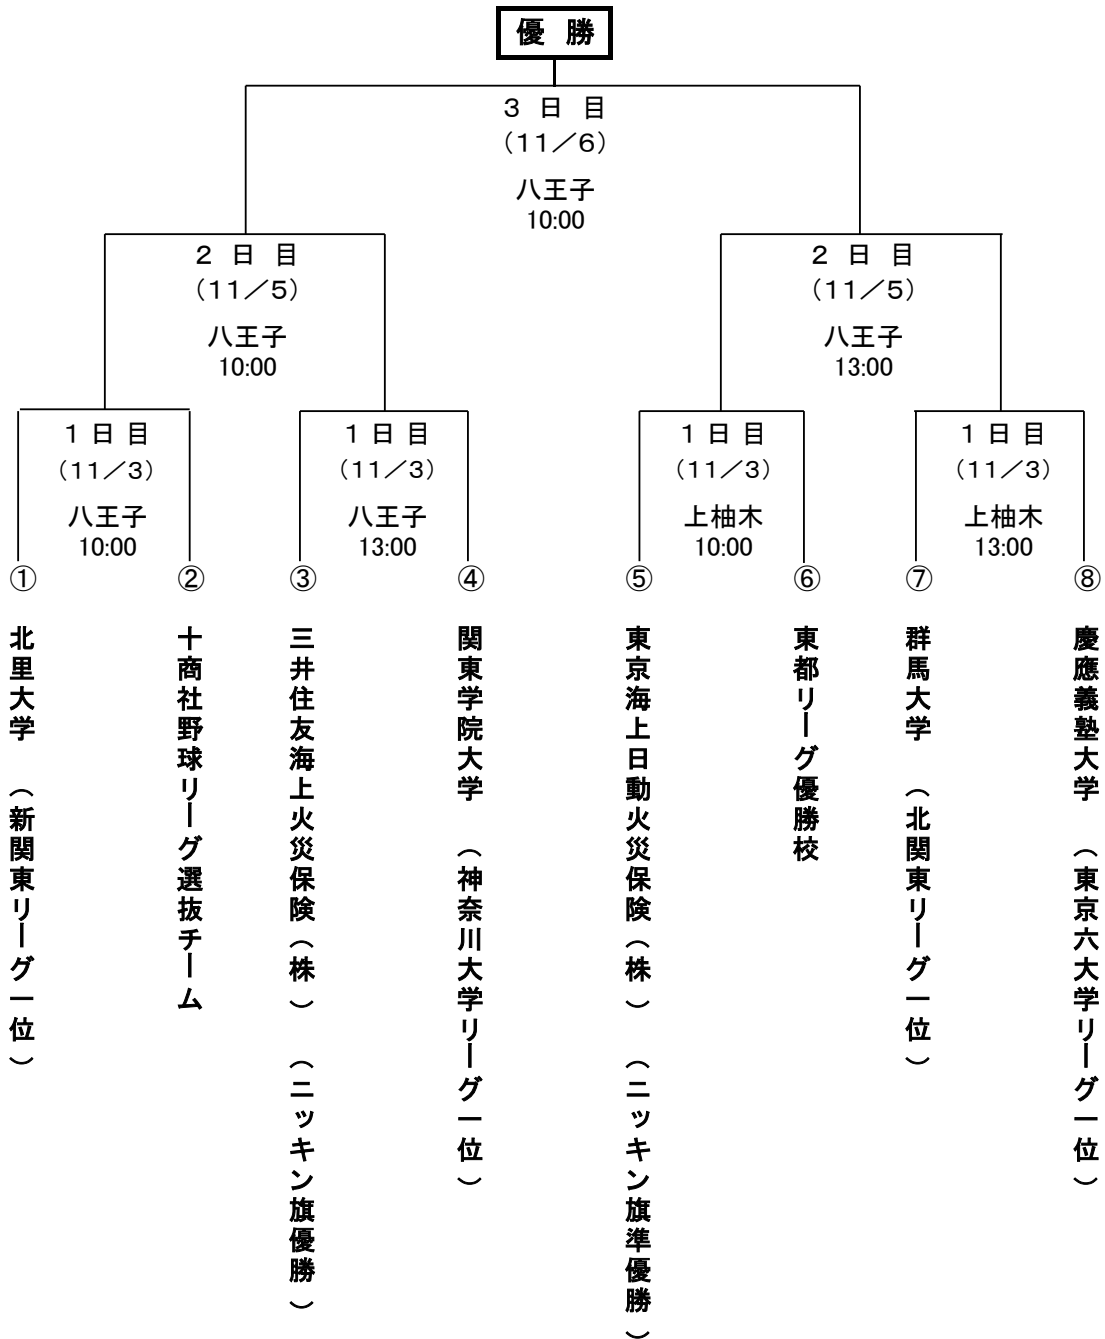 優 勝
3 日 目
（11／6）
八王子
10:00
2 日 目
（11／5）
八王子
10:00
2 日 目
（11／5）
八王子
13:00
1 日 目
（11／3）
八王子
10:00
1 日 目
（11／3）
八王子
13:00
1 日 目
（11／3）
上柚木
10:00
1 日 目
（11／3）
上柚木
13:00
①
北里大学 （新関東リーグ一位）
②
十商社野球リーグ選抜チーム
③
三井住友海上火災保険（株） （ニッキン旗優勝）
④
関東学院大学 （神奈川大学リーグ一位）
⑤
東京海上日動火災保険（株） （ニッキン旗準優勝）
⑥
東都リーグ優勝校
⑦
群馬大学 （北関東リーグ一位）
⑧
慶應義塾大学 （東京六大学リーグ一位）